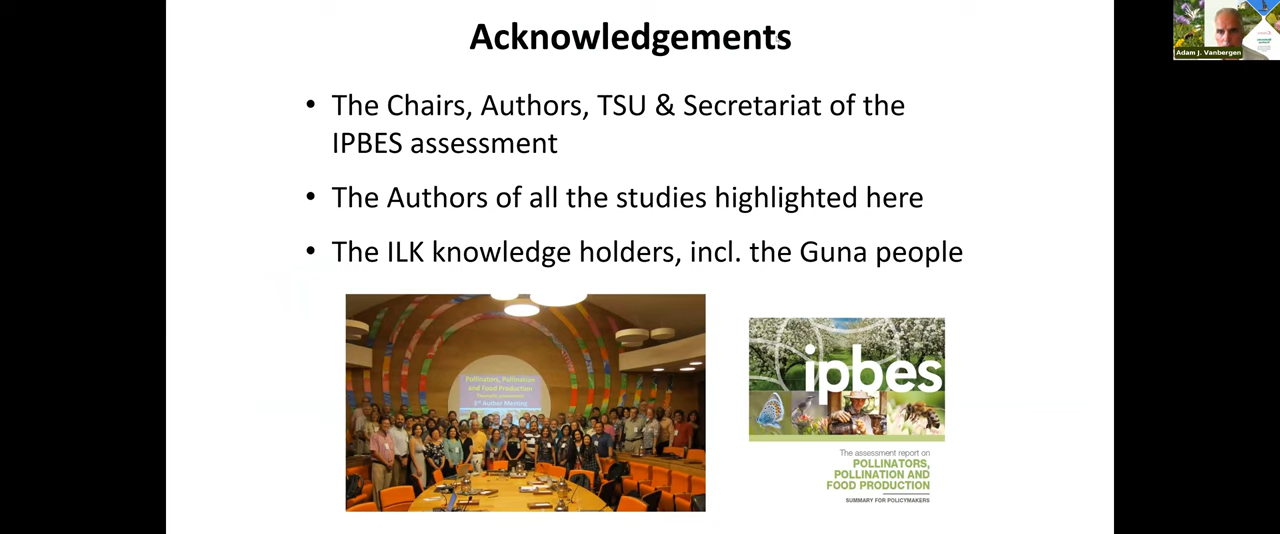 Acknowledgements
Adam J. Vanbergen
• The Chairs, Authors, TSU & Secretariat of the
IPBES assessment
• The Authors of all the studies highlighted here
• The ILK knowledge holders, incl. the Guna people
Pollinators, Pollination
and Food Production
ipbes
The assessment report on
POLLINATORS,
POLLINATION AND
FOOD PRODUCTION
SUMMARY FOR POLICYMAKERS